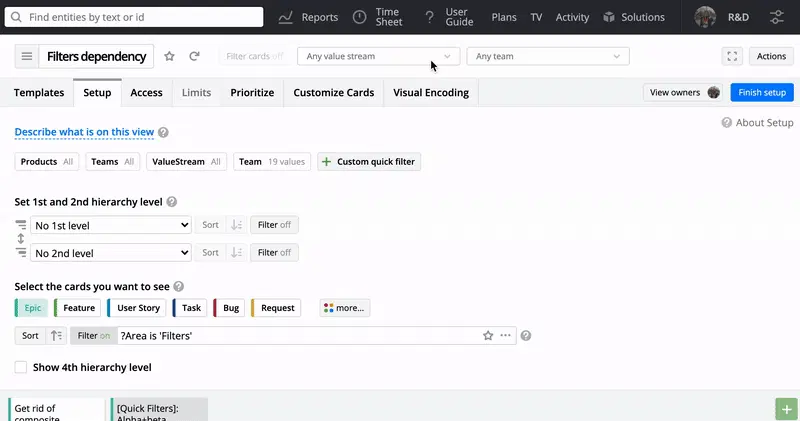 Find entities by text or id
Reports
Time
Sheet
User
Guide
Plans
TV
Activity
Solutions
R&D
Filters dependency
Filter cards off
Any value stream
Any team
Actions
Templates
Setup
Access
Limits
Prioritize
Customize Cards
Visual Encoding
View owners
Finish setup
Describe what is on this view
About Setup
Products All
Teams All
ValueStream All
Team 19 values
Custom quick filter
Set 1st and 2nd hierarchy level
No 1st level
Sort
Filter off
No 2nd level
Sort
Filter off
Select the cards you want to see
Epic
Feature
User Story
Task
Bug
Request
more...
Sort
Filter on
?Area is 'Filters'
Show 4th hierarchy level
Get rid of
composite
[Quick Filters]:
Alpha+beta